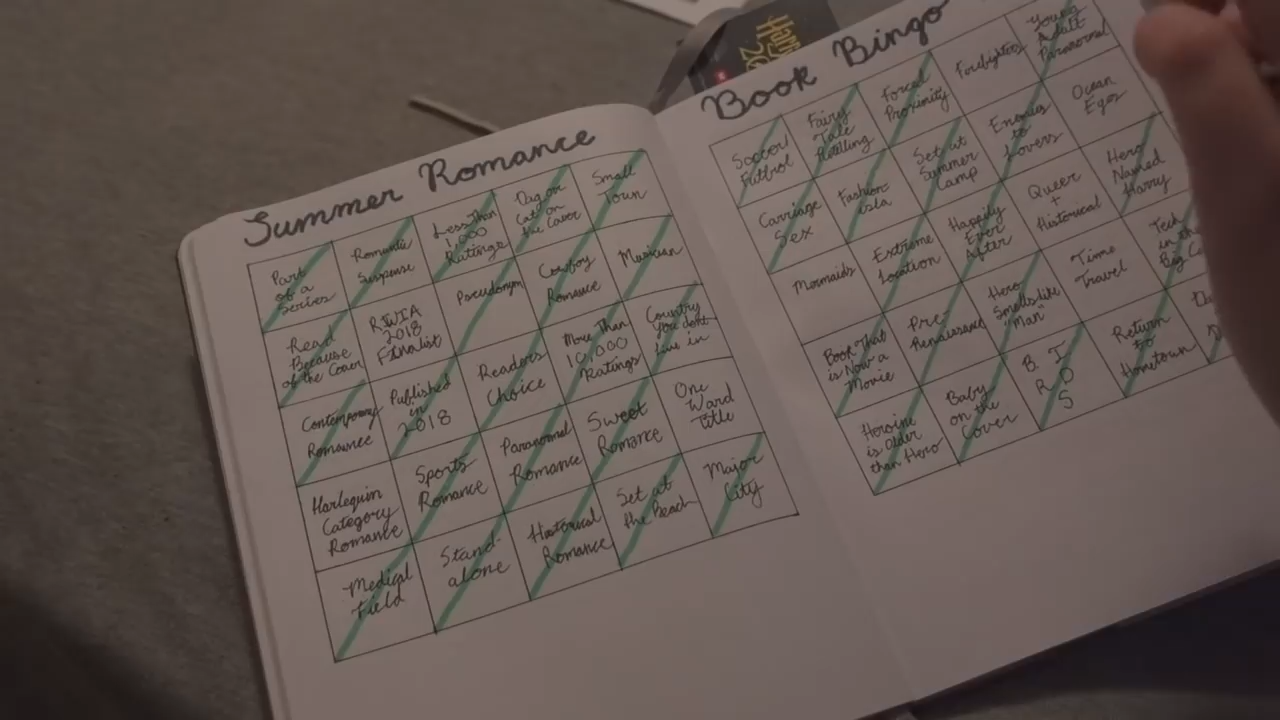 Summer Romance
Part
of a
Series
Romantic
Suspense
Less Than
1,000
Ratings
Dog or
Cat on
the Cover
Small
Town
Read
Because
of the Cover
RWA
2018
Finalist
Pseudonym
Cowboy
Romance
Musician
Contemporary
Romance
Published
in
2018
Readers
Choice
More Than
10,000
Ratings
Country
You dont
live in
Harlequin
Category
Romance
Sports
Romance
Paranormal
Romance
Sweet
Romance
One
Word
Title
Medical
Field
Stand-
alone
Historical
Romance
Set at
the Beach
Major
City
Book Bingo
Soccer/
Futbol
Fairy
Tale
Retelling
Forced
Proximity
Firefighters
Young
Adult
Paranormal
Carriage
Sex
Fashion-
ista
Set at
Summer
Camp
Enemies
to
Lovers
Ocean
Eyes
Mermaids
Extreme
Location
Happily
Ever
After
Queer
+
Historical
Hero
Named
Harry
Book that
is Now a
Movie
Pre-
Renaissance
Hero
Smells like
"Man"
Time
Travel
Tech
in the
Big
Heroine
is Older
than Hero
Baby
on the
Cover
B. I
R. O
S
Return
to
Hometown